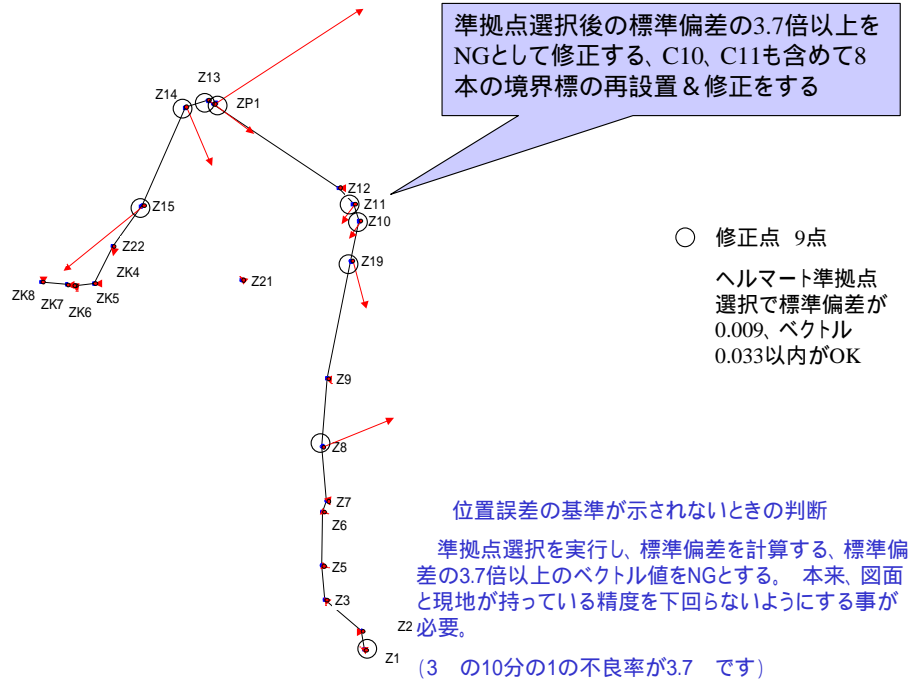 準拠点選択後の標準偏差の3.7倍以上を
NGとして修正する、C10、C11も含めて8
本の境界標の再設置＆修正をする
Z13
Z14
ZP1
Z12
Z11
Z10
Z15
Z22
Z19
ZK4
Z21
ZK8
ZK5
ZK7
ZK6
○ 修正点 9点
ヘルマート準拠点
選択で標準偏差が
0.009、ベクトル
0.033以内がOK
Z9
Z8
Z7
Z6
Z5
Z3
Z2
Z1
位置誤差の基準が示されないときの判断
準拠点選択を実行し、標準偏差を計算する、標準偏
差の3.7倍以上のベクトル値をNGとする。 本来、図面
と現地が持っている精度を下回らないようにする事が
必要。
(3 の10分の1の不良率が3.7 です)